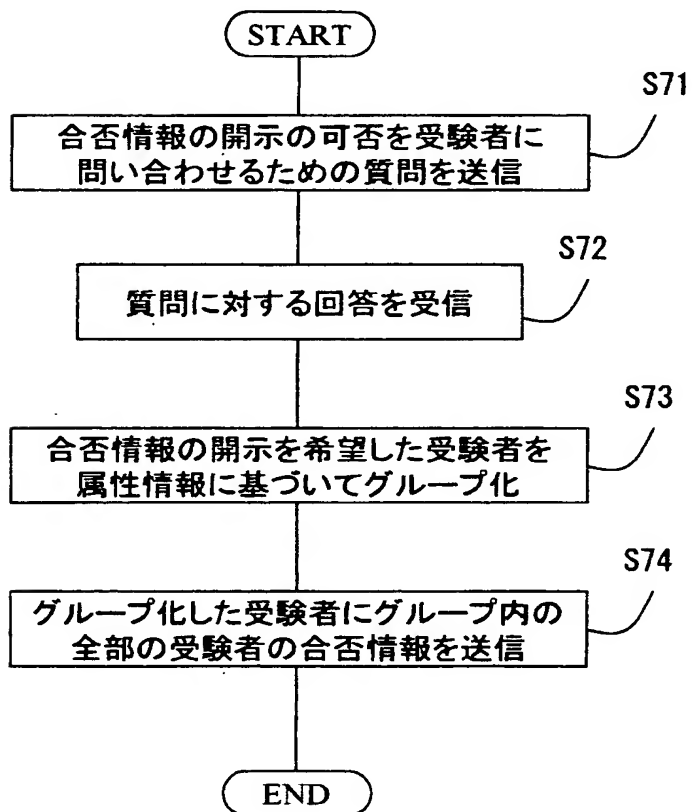 START
S71
合否情報の開示の可否を受験者に
問い合わせるための質問を送信
S72
質問に対する回答を受信
S73
合否情報の開示を希望した受験者を
属性情報に基づいてグループ化
S74
グループ化した受験者にグループ内の
全部の受験者の合否情報を送信
END